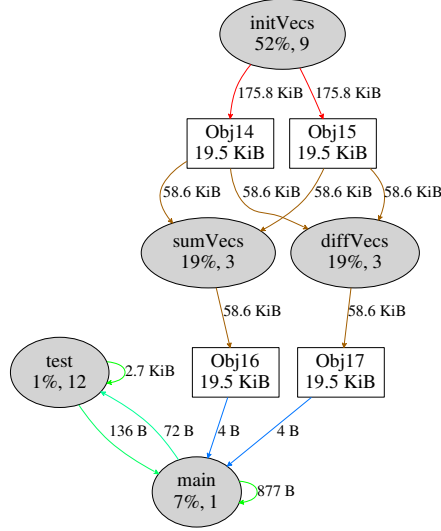 initVecs
52%, 9
175.8 KiB
175.8 KiB
Obj14
19.5 KiB
Obj15
19.5 KiB
58.6 KiB
58.6 KiB
58.6 KiB
58.6 KiB
sumVecs
19%, 3
diffVecs
19%, 3
58.6 KiB
58.6 KiB
test
1%, 12
2.7 KiB
Obj16
19.5 KiB
Obj17
19.5 KiB
136 B
72 B
4 B
4 B
main
7%, 1
877 B